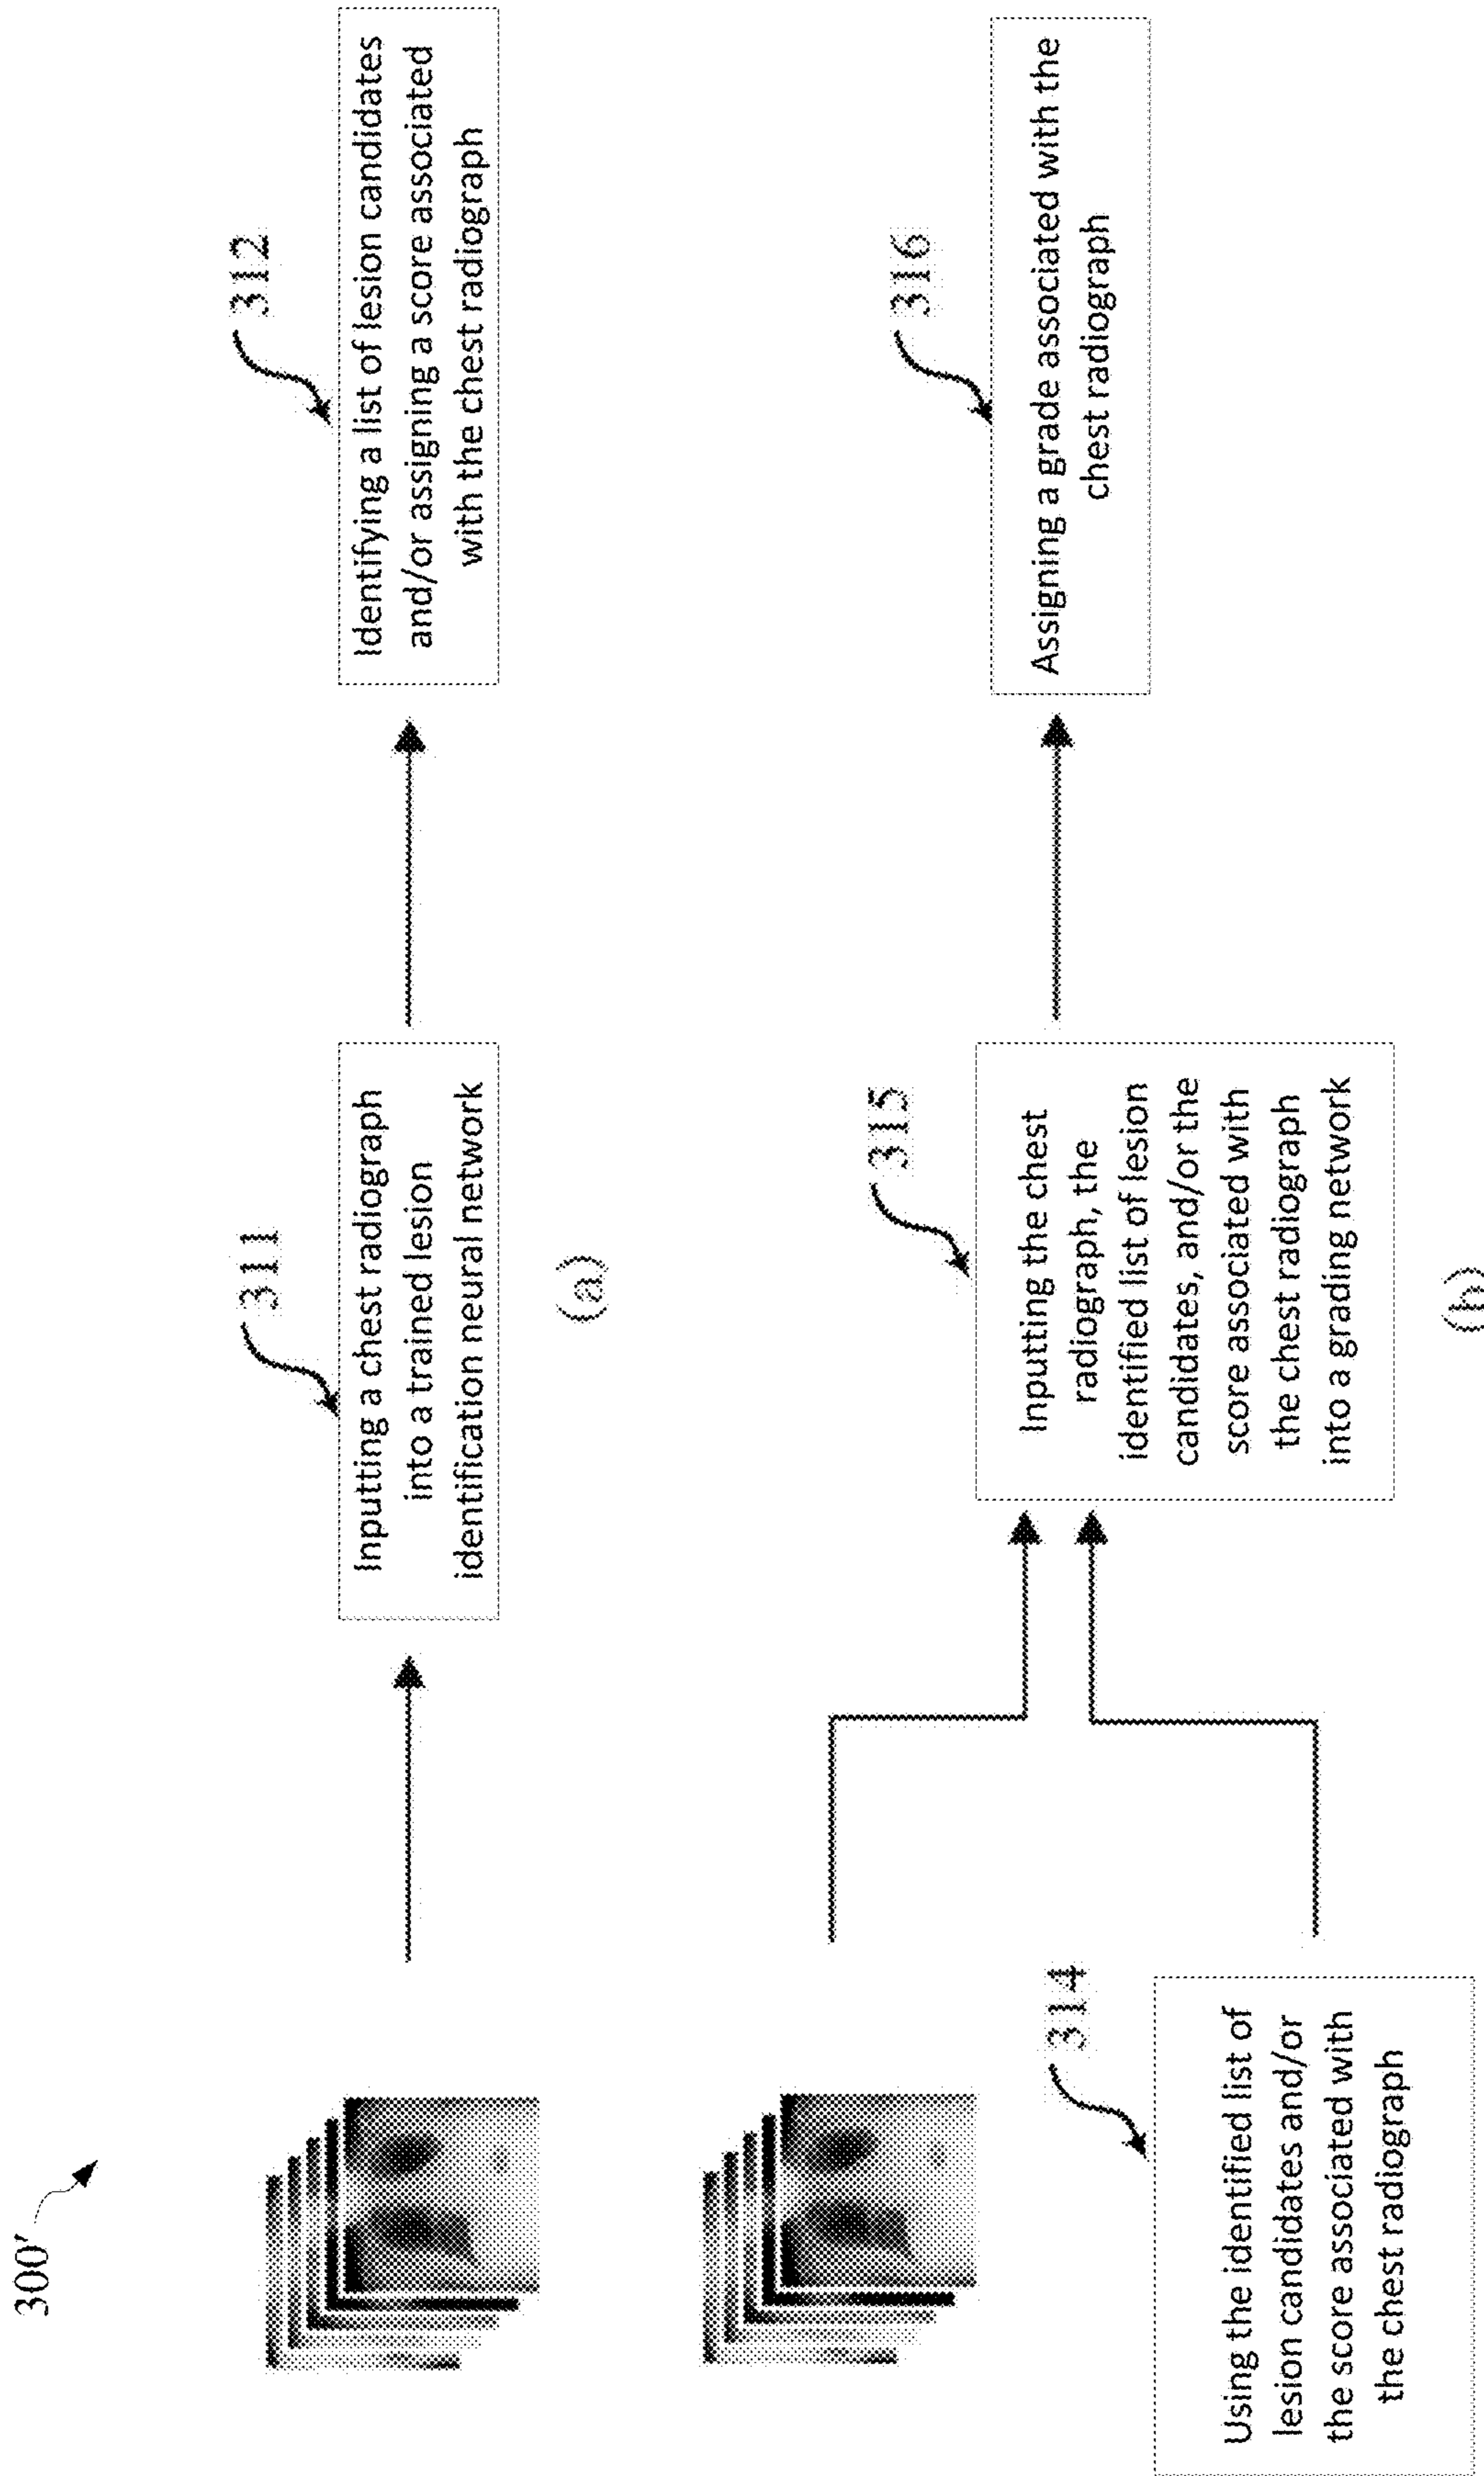 300'
311
Inputting a chest radiograph
into a trained lesion
identification neural network
312
Identifying a list of lesion candidates
and/or assigning a score associated
with the chest radiograph
(a)
314
Using the identified list of
lesion candidates and/or
the score associated with
the chest radiograph
315
Inputting the chest
radiograph, the
identified list of lesion
candidates, and/or the
score associated with
the chest radiograph
into a grading network
316
Assigning a grade associated with the
chest radiograph
(b)